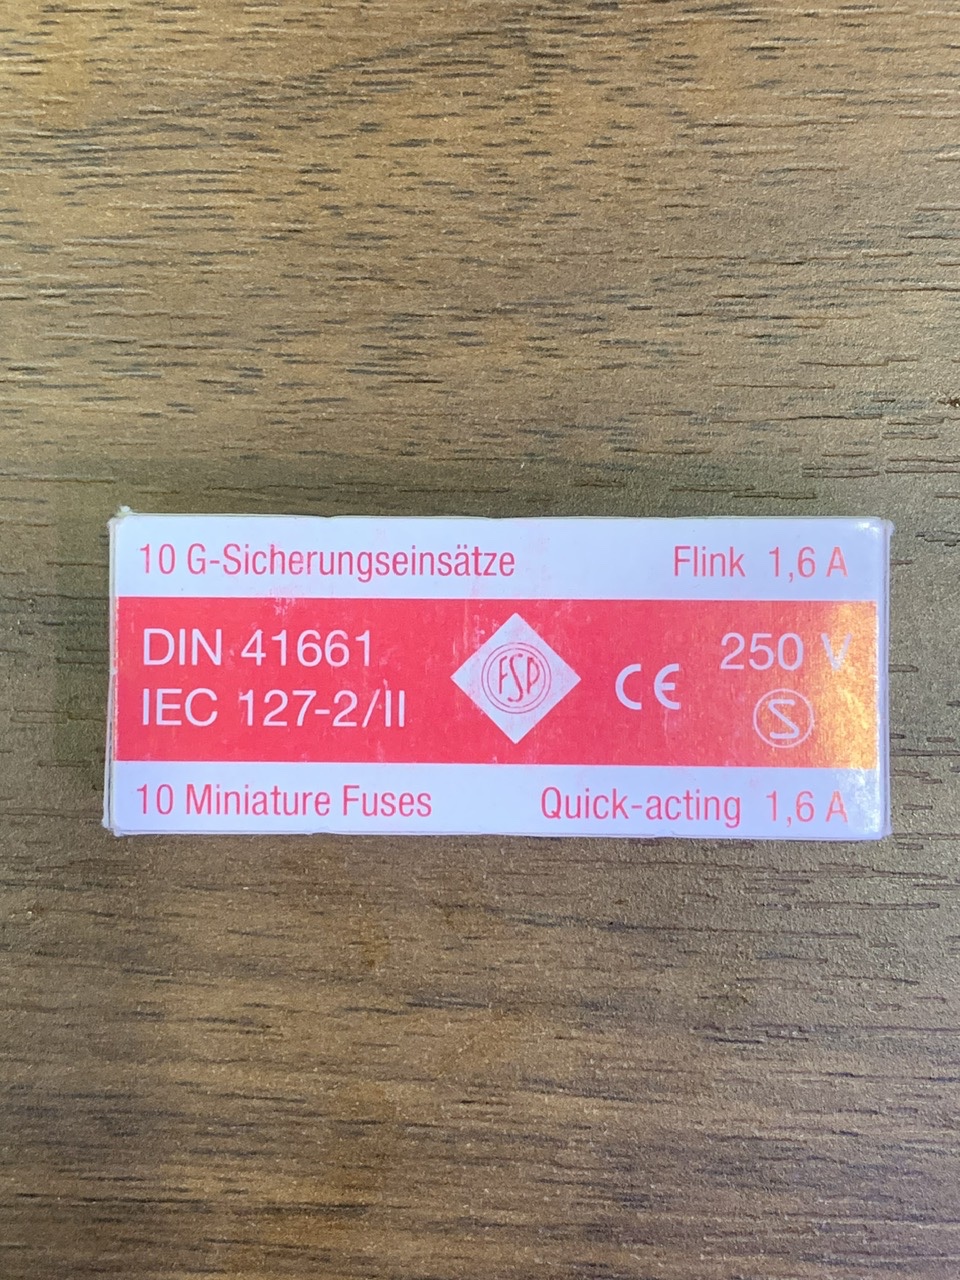 10 G-Sicherungseinsätze Flink 1,6 A
DIN 41661
IEC 127-2/II
FSP
CE
250 V
S
10 Miniature Fuses Quick-acting 1,6 A